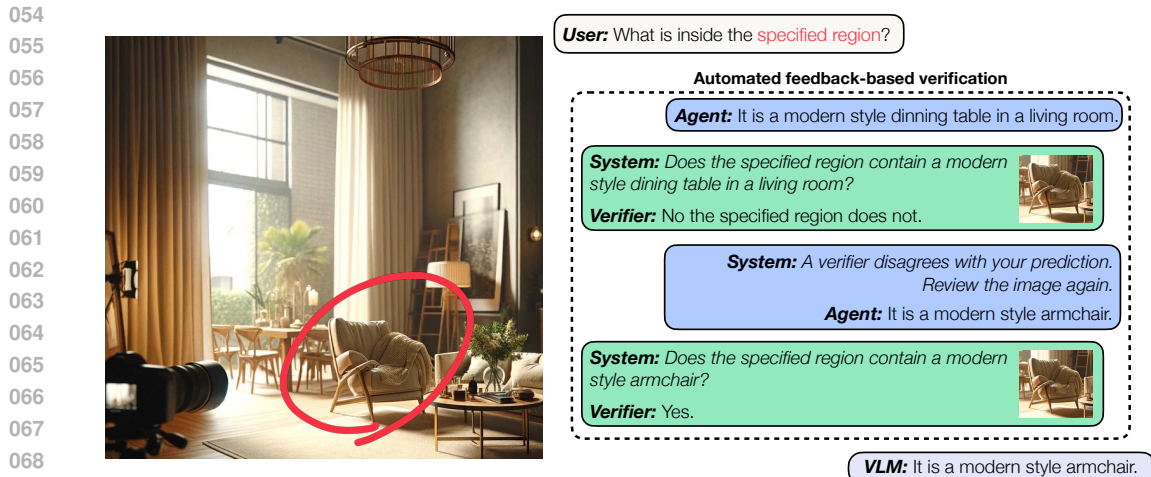 054
055
056
057
058
059
060
061
062
063
064
065
066
067
068
User: What is inside the specified region?
Automated feedback-based verification
Agent: It is a modern style dinning table in a living room.
System: Does the specified region contain a modern
style dining table in a living room?
Verifier: No the specified region does not.
System: A verifier disagrees with your prediction.
Review the image again.
Agent: It is a modern style armchair.
System: Does the specified region contain a modern
style armchair?
Verifier: Yes.
VLM: It is a modern style armchair.